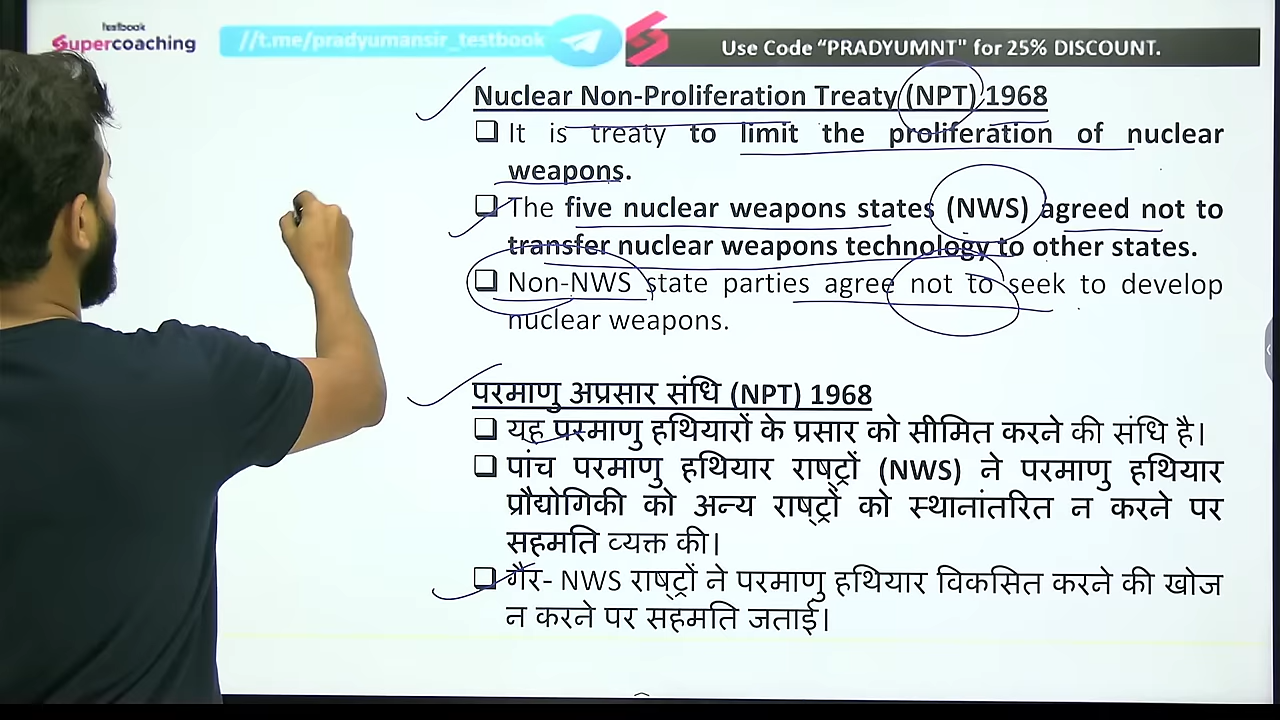 testbook
Supercoaching
//t.me/pradyumansir_testbook
Use Code “PRADYUMNT" for 25% DISCOUNT.
Nuclear Non-Proliferation Treaty (NPT) 1968
❑ It is treaty to limit the proliferation of nuclear
weapons.
❑ The five nuclear weapons states (NWS) agreed not to
transfer nuclear weapons technology to other states.
❑ Non-NWS state parties agree not to seek to develop
nuclear weapons.
परमाणु अप्रसार संधि (NPT) 1968
❑ यह परमाणु हथियारों के प्रसार को सीमित करने की संधि है।
❑ पांच परमाणु हथियार राष्ट्रों (NWS) ने परमाणु हथियार
प्रौद्योगिकी को अन्य राष्ट्रों को स्थानांतरित न करने पर
सहमति व्यक्त की।
❑ गैर- NWS राष्ट्रों ने परमाणु हथियार विकसित करने की खोज
न करने पर सहमति जताई।